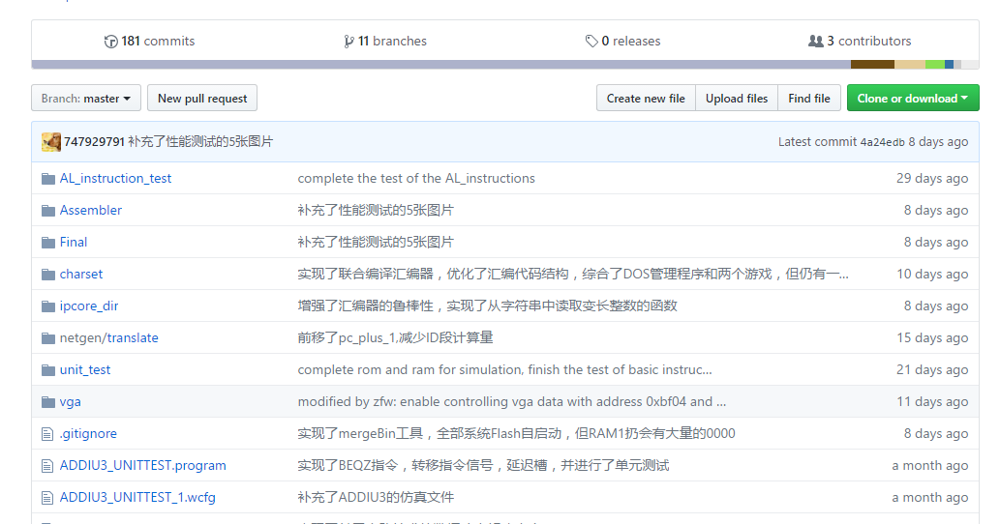 181 commits 11 branches 0 releases 3 contributors
Branch: master New pull request Create new file Upload files Find file Clone or download
747929791 补充了性能测试的5张图片 Latest commit 4a24edb 8 days ago
AL_instruction_test complete the test of the AL_instructions 29 days ago
Assembler 补充了性能测试的5张图片 8 days ago
Final 补充了性能测试的5张图片 8 days ago
charset 实现了联合编译汇编器，优化了汇编代码结构，综合了DOS管理程序和两个游戏，但仍有一... 10 days ago
ipcore_dir 增强了汇编器的鲁棒性，实现了从字符串中读取变长整数的函数 8 days ago
netgen/translate 前移了pc_plus_1,减少ID段计算量 15 days ago
unit_test complete rom and ram for simulation, finish the test of basic instruc... 21 days ago
vga modified by zfw: enable controlling vga data with address 0xbf04 and ... 11 days ago
.gitignore 实现了mergeBin工具，全部系统Flash自启动，但RAM1扔会有大量的0000 8 days ago
ADDIU3_UNITTEST.program 实现了BEQZ指令，转移指令信号，延迟槽，并进行了单元测试 a month ago
ADDIU3_UNITTEST_1.wcfg 补充了ADDIU3的仿真文件 a month ago